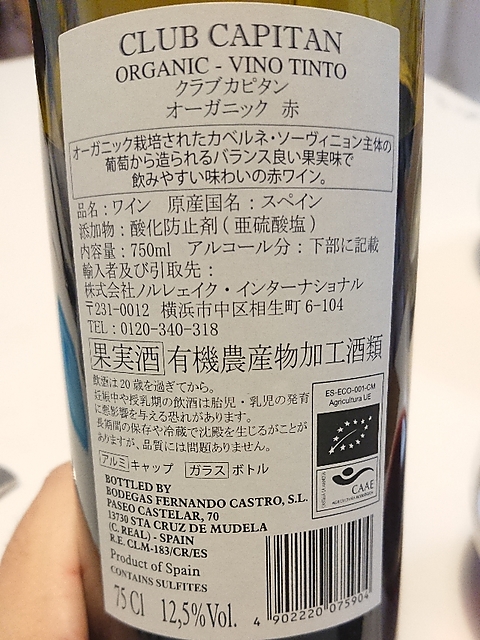 CLUB CAPITAN
ORGANIC - VINO TINTO
クラブカピタン
オーガニック 赤
オーガニック栽培されたカベルネ・ソーヴィニョン主体の
葡萄から造られるバランス良い果実味で
飲みやすい味わいの赤ワイン。
品名：ワイン 原産国名：スペイン
添加物：酸化防止剤(亜硫酸塩)
内容量：750ml アルコール分：下部に記載
輸入者及び引取先：
株式会社ノルレェイク・インターナショナル
〒231-0012 横浜市中区相生町6-104
TEL：0120-340-318
果実酒 有機農産物加工酒類
飲酒は20歳を過ぎてから。
妊娠中や授乳期の飲酒は胎児・乳児の発育
に悪影響を与える恐れがあります。
長期間の保存や冷蔵で沈殿を生じることが
ありますが、品質には問題ありません。
アルミ キャップ ガラス ボトル
ES-ECO-001-CM
Agricultura UE
CAAE
BOTTLED BY
BODEGAS FERNANDO CASTRO, S.L.
PASEO CASTELAR, 70
13730 STA CRUZ DE MUDELA
(C. REAL) - SPAIN
R.E. CLM-183/CR/ES
Product of Spain
CONTAINS SULFITES
75 Cl 12,5% Vol.
4 902220 075904